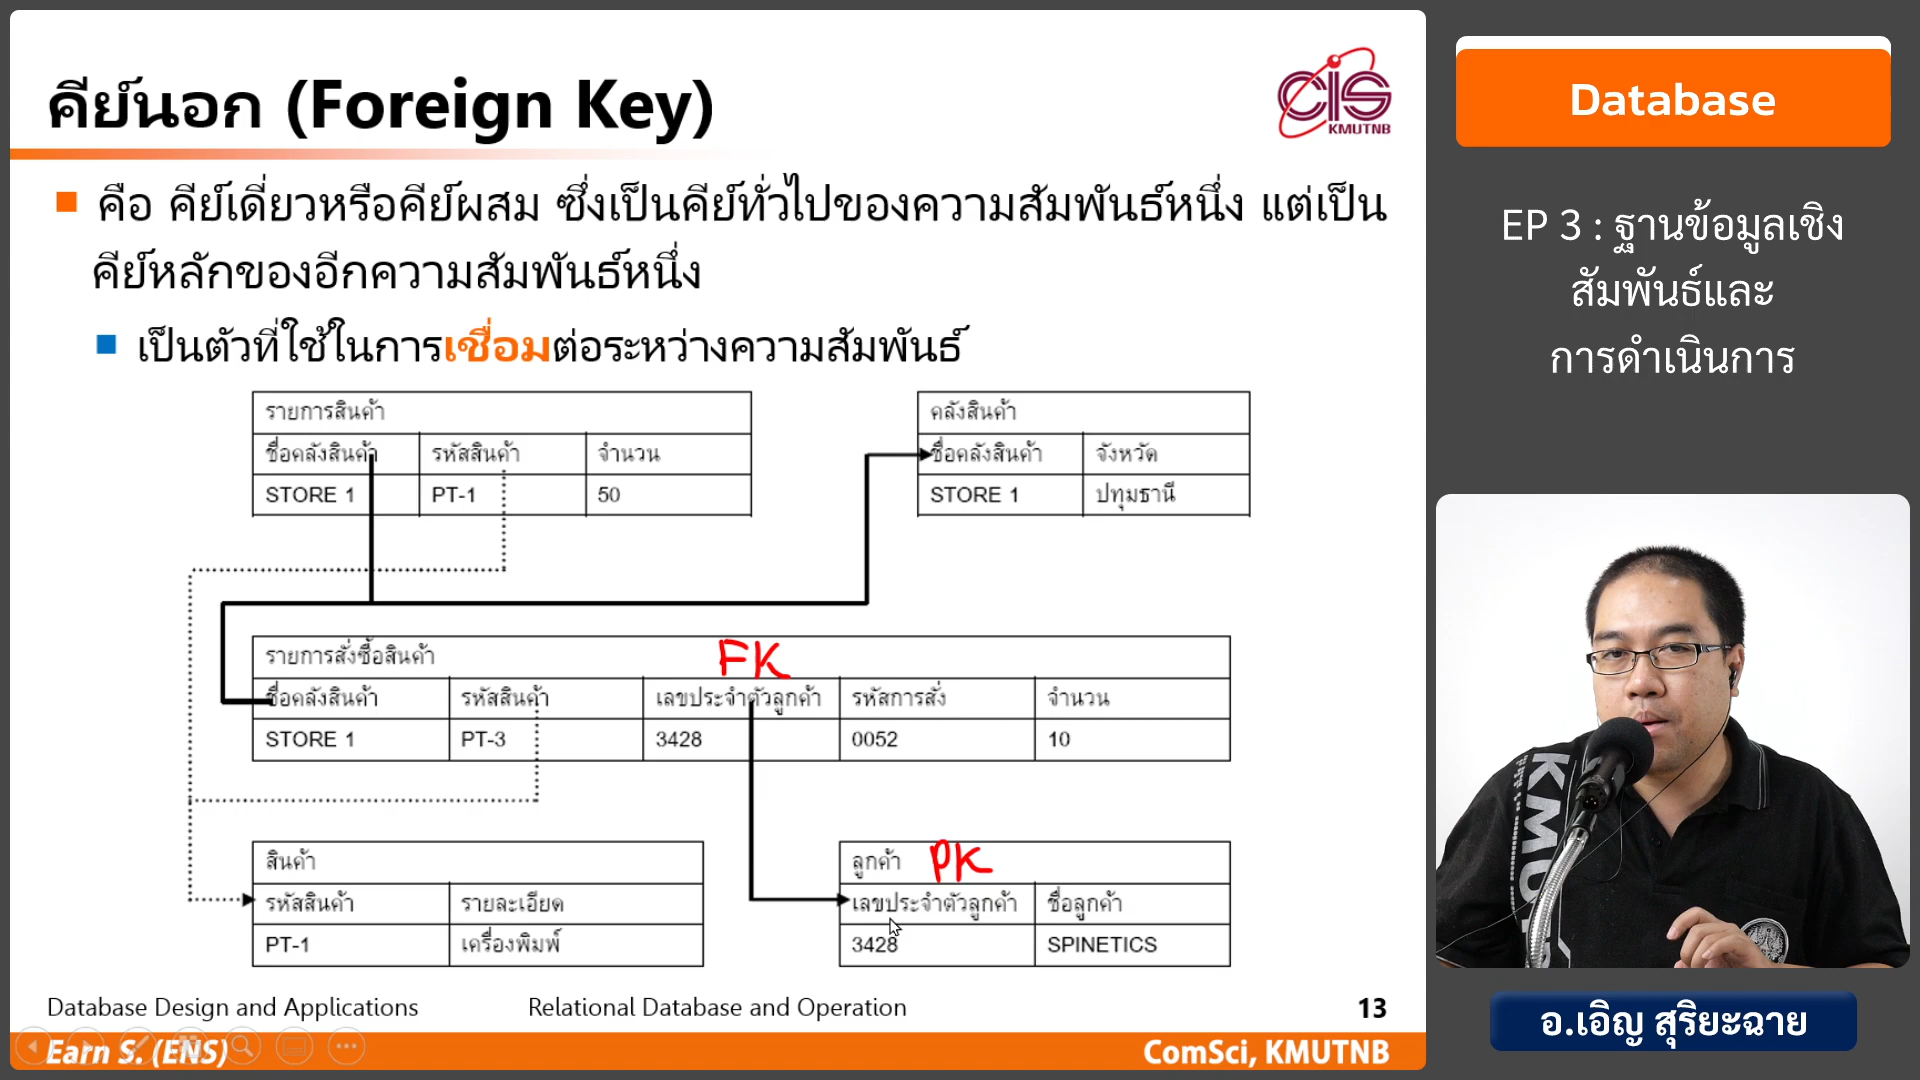 คีย์นอก (Foreign Key)
CIS
KMUTNB
คือ คีย์เดี่ยวหรือคีย์ผสม ซึ่งเป็นคีย์ทั่วไปของความสัมพันธ์หนึ่ง แต่เป็น
คีย์หลักของอีกความสัมพันธ์หนึ่ง
เป็นตัวที่ใช้ในการเชื่อมต่อระหว่างความสัมพันธ์
รายการสินค้า
ชื่อคลังสินค้า รหัสสินค้า จำนวน
STORE 1 PT-1 50
คลังสินค้า
ชื่อคลังสินค้า จังหวัด
STORE 1 ปทุมธานี
รายการสั่งซื้อสินค้า FK
ชื่อคลังสินค้า รหัสสินค้า เลขประจำตัวลูกค้า รหัสการสั่ง จำนวน
STORE 1 PT-3 3428 0052 10
สินค้า
รหัสสินค้า รายละเอียด
PT-1 เครื่องพิมพ์
ลูกค้า PK
เลขประจำตัวลูกค้า ชื่อลูกค้า
3428 SPINETICS
Database Design and Applications Relational Database and Operation 13
Earn S. (ENS) ComSci, KMUTNB
Database
EP 3 : ฐานข้อมูลเชิง
สัมพันธ์และ
การดำเนินการ
อ.เอิญ สุริยะฉาย